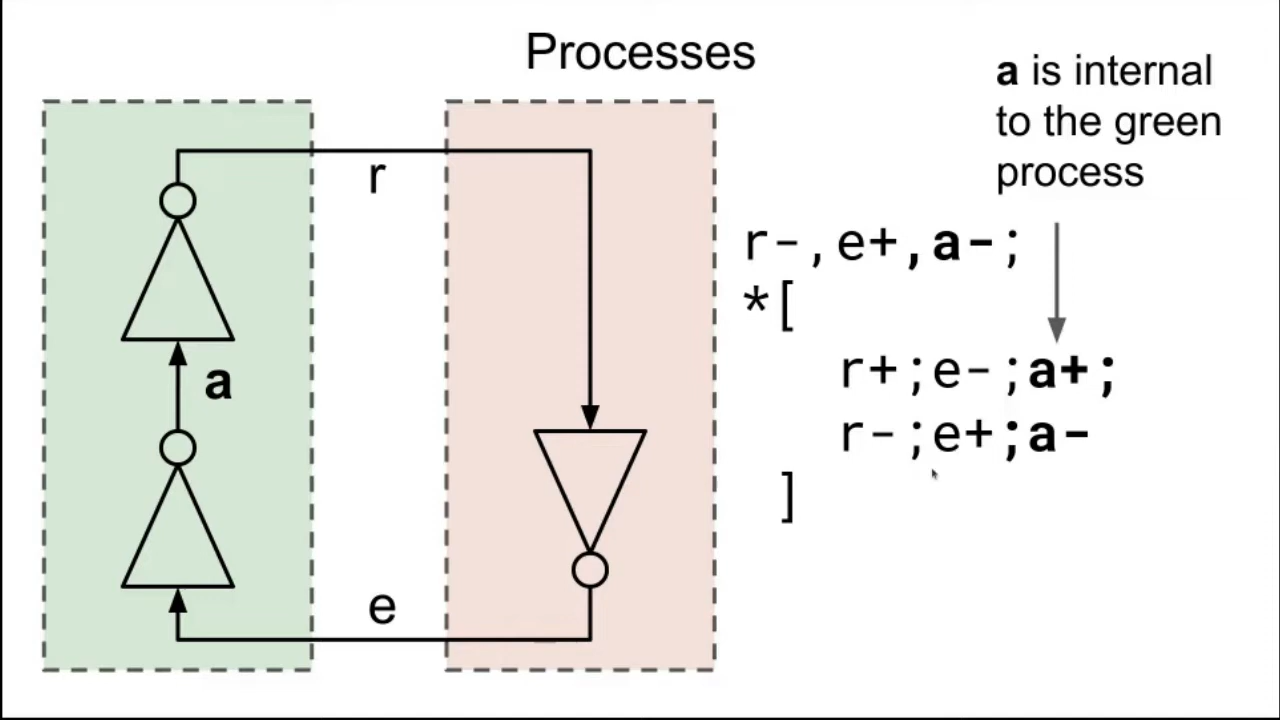 Processes
a is internal
to the green
process
r
a
e
r-,e+,a-;
*[
r+;e-;a+;
r-;e+;a-
]